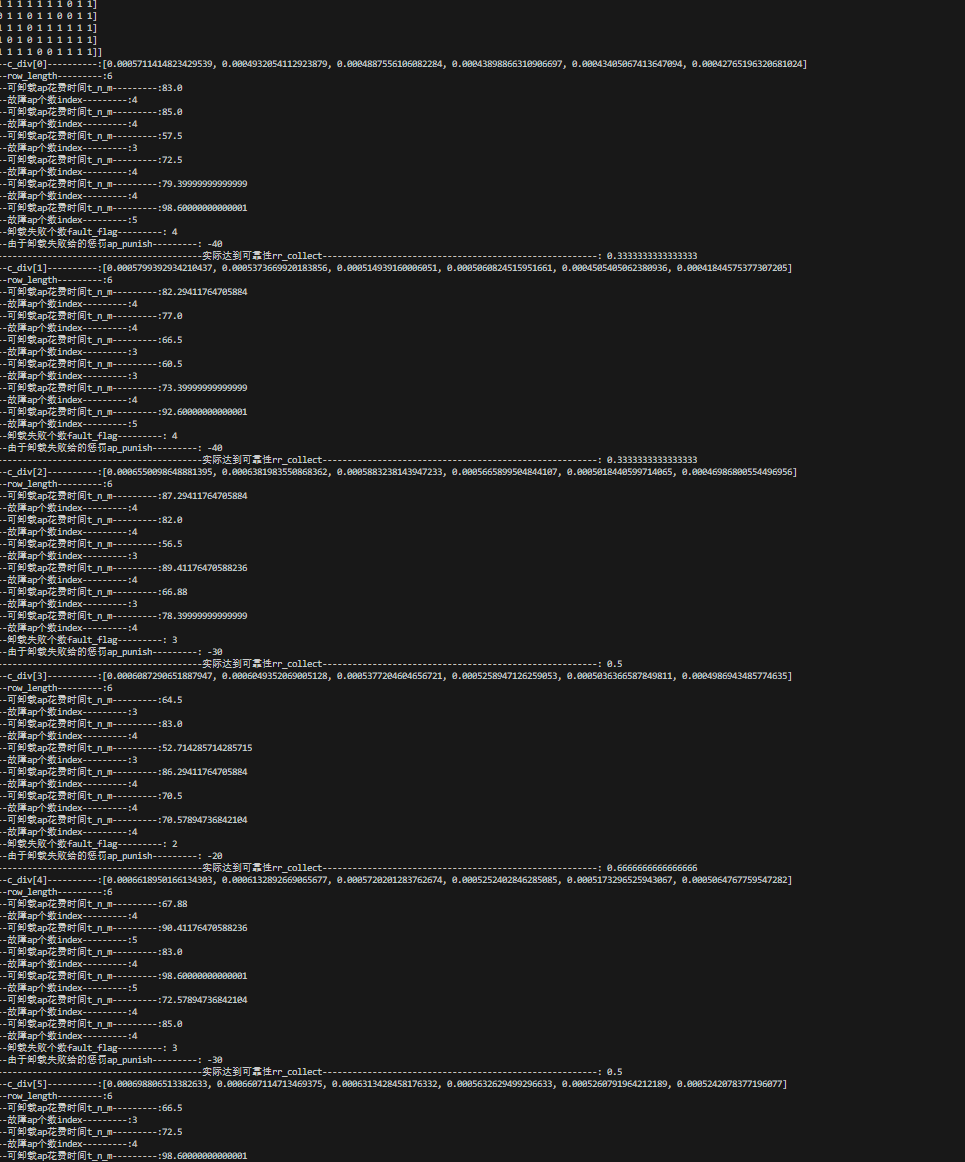 1 1 1 1 1 1 1 0 1 1]
0 1 1 0 1 1 0 0 1 1]
1 1 1 0 1 1 1 1 1 1]
1 0 1 0 1 1 1 1 1 1]
1 1 1 1 0 0 1 1 1 1]]
--c_div[0]----------:[0.0005711414823429539, 0.0004932054112923879, 0.0004887556106082284, 0.00043898866310906697, 0.00043405067413647094, 0.00042765196320681024]
--row_length---------:6
--可卸载ap花费时间t_n_m---------:83.0
--故障ap个数index---------:4
--可卸载ap花费时间t_n_m---------:85.0
--故障ap个数index---------:4
--可卸载ap花费时间t_n_m---------:57.5
--故障ap个数index---------:3
--可卸载ap花费时间t_n_m---------:72.5
--故障ap个数index---------:4
--可卸载ap花费时间t_n_m---------:79.39999999999999
--故障ap个数index---------:4
--可卸载ap花费时间t_n_m---------:98.60000000000001
--故障ap个数index---------:5
--卸载失败个数fault_flag---------: 4
--由于卸载失败给的惩罚ap_punish---------: -40
-----------------------------------------实际达到可靠性rr_collect------------------------------------------------------: 0.3333333333333333
--c_div[1]----------:[0.0005799392934210437, 0.0005373669920183856, 0.000514939160006051, 0.0005060824515951661, 0.0004505405062380936, 0.00041844575377307205]
--row_length---------:6
--可卸载ap花费时间t_n_m---------:82.29411764705884
--故障ap个数index---------:4
--可卸载ap花费时间t_n_m---------:77.0
--故障ap个数index---------:4
--可卸载ap花费时间t_n_m---------:66.5
--故障ap个数index---------:3
--可卸载ap花费时间t_n_m---------:60.5
--故障ap个数index---------:3
--可卸载ap花费时间t_n_m---------:73.39999999999999
--故障ap个数index---------:4
--可卸载ap花费时间t_n_m---------:92.60000000000001
--故障ap个数index---------:5
--卸载失败个数fault_flag---------: 4
--由于卸载失败给的惩罚ap_punish---------: -40
-----------------------------------------实际达到可靠性rr_collect------------------------------------------------------: 0.3333333333333333
--c_div[2]----------:[0.0006550098648881395, 0.0006381983550868362, 0.0005883238143947233, 0.0005665899504844107, 0.0005018440599714065, 0.00046986800554496956]
--row_length---------:6
--可卸载ap花费时间t_n_m---------:87.29411764705884
--故障ap个数index---------:4
--可卸载ap花费时间t_n_m---------:82.0
--故障ap个数index---------:4
--可卸载ap花费时间t_n_m---------:56.5
--故障ap个数index---------:3
--可卸载ap花费时间t_n_m---------:89.41176470588236
--故障ap个数index---------:4
--可卸载ap花费时间t_n_m---------:66.88
--故障ap个数index---------:3
--可卸载ap花费时间t_n_m---------:78.39999999999999
--故障ap个数index---------:4
--卸载失败个数fault_flag---------: 3
--由于卸载失败给的惩罚ap_punish---------: -30
-----------------------------------------实际达到可靠性rr_collect------------------------------------------------------: 0.5
--c_div[3]----------:[0.0006087290651887947, 0.0006049352069005128, 0.0005377204604656721, 0.0005258947126259053, 0.0005036366587849811, 0.0004986943485774635]
--row_length---------:6
--可卸载ap花费时间t_n_m---------:64.5
--故障ap个数index---------:3
--可卸载ap花费时间t_n_m---------:83.0
--故障ap个数index---------:4
--可卸载ap花费时间t_n_m---------:52.714285714285715
--故障ap个数index---------:3
--可卸载ap花费时间t_n_m---------:86.29411764705884
--故障ap个数index---------:4
--可卸载ap花费时间t_n_m---------:70.5
--故障ap个数index---------:4
--可卸载ap花费时间t_n_m---------:70.57894736842104
--故障ap个数index---------:4
--卸载失败个数fault_flag---------: 2
--由于卸载失败给的惩罚ap_punish---------: -20
-----------------------------------------实际达到可靠性rr_collect------------------------------------------------------: 0.6666666666666666
--c_div[4]----------:[0.0006618950166134303, 0.0006132892669065677, 0.0005720201283762674, 0.0005252402846285085, 0.0005173296525943067, 0.0005064767759547282]
--row_length---------:6
--可卸载ap花费时间t_n_m---------:67.88
--故障ap个数index---------:4
--可卸载ap花费时间t_n_m---------:90.41176470588236
--故障ap个数index---------:5
--可卸载ap花费时间t_n_m---------:83.0
--故障ap个数index---------:4
--可卸载ap花费时间t_n_m---------:98.60000000000001
--故障ap个数index---------:5
--可卸载ap花费时间t_n_m---------:72.57894736842104
--故障ap个数index---------:4
--可卸载ap花费时间t_n_m---------:85.0
--故障ap个数index---------:4
--卸载失败个数fault_flag---------: 3
--由于卸载失败给的惩罚ap_punish---------: -30
-----------------------------------------实际达到可靠性rr_collect------------------------------------------------------: 0.5
--c_div[5]----------:[0.000698806513382633, 0.0006607114713469375, 0.0006313428458176332, 0.0005632629499296633, 0.0005260791964212189, 0.0005242078377196077]
--row_length---------:6
--可卸载ap花费时间t_n_m---------:66.5
--故障ap个数index---------:3
--可卸载ap花费时间t_n_m---------:72.5
--故障ap个数index---------:4
--可卸载ap花费时间t_n_m---------:98.60000000000001